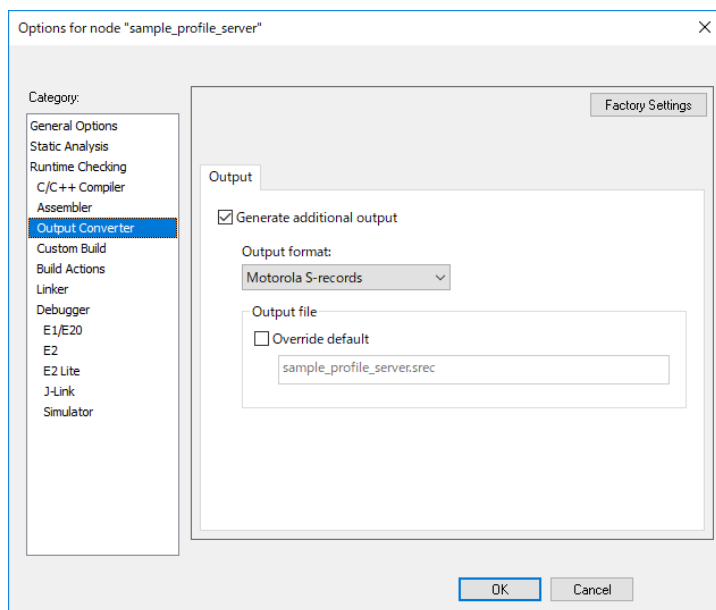 Options for node "sample_profile_server"
Category:
General Options
Static Analysis
Runtime Checking
C/C++ Compiler
Assembler
Output Converter
Custom Build
Build Actions
Linker
Debugger
E1/E20
E2
E2 Lite
J-Link
Simulator
Factory Settings
Output
Generate additional output
Output format:
Motorola S-records
Output file
Override default
sample_profile_server.srec
OK
Cancel